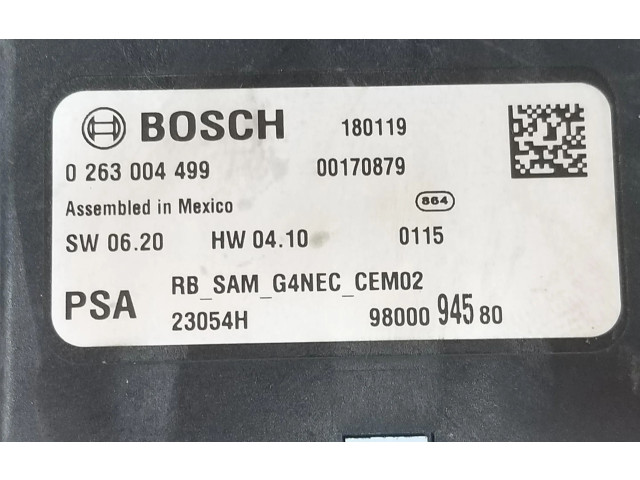 BOSCH 180119
0 263 004 499 00170879
Assembled in Mexico 864
SW 06.20 HW 04.10 0115
PSA RB_SAM_G4NEC_CEM02
23054H 98000 945 80